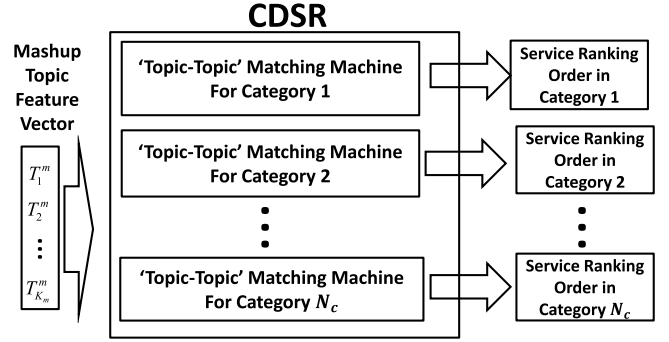 CDSR
Mashup
Topic
Feature
Vector
T_1^m
T_2^m
⋮
T_{K_m}^m
'Topic-Topic' Matching Machine
For Category 1
Service Ranking
Order in
Category 1
'Topic-Topic' Matching Machine
For Category 2
Service Ranking
Order in
Category 2
⋮
⋮
'Topic-Topic' Matching Machine
For Category N_c
Service Ranking
Order in
Category N_c